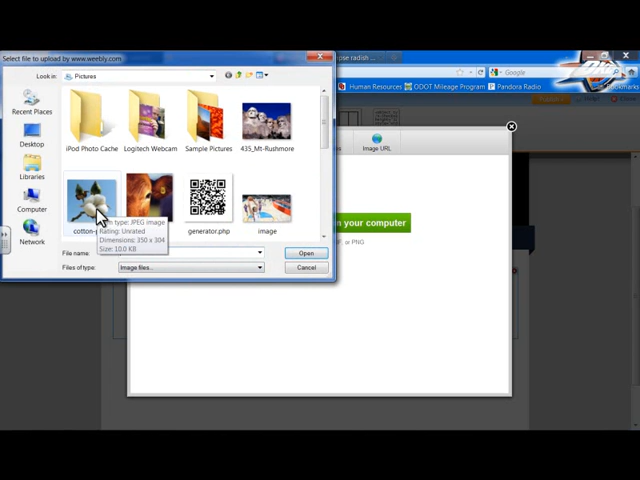 Select file to upload by www.weebly.com
Look in:
Pictures
Recent Places
Desktop
Libraries
Computer
Network
iPod Photo Cache
Logitech Webcam
Sample Pictures
435_Mt-Rushmore
generator.php
image
type: JPEG image
Rating: Unrated
Dimensions: 350 x 304
Size: 10.0 KB
File name:
Open
Files of type:
Image files...
Cancel
radish ...
Google
Human Resources
ODOT Mileage Program
Pandora Radio
Bookmarks
Image URL
your computer
or PNG